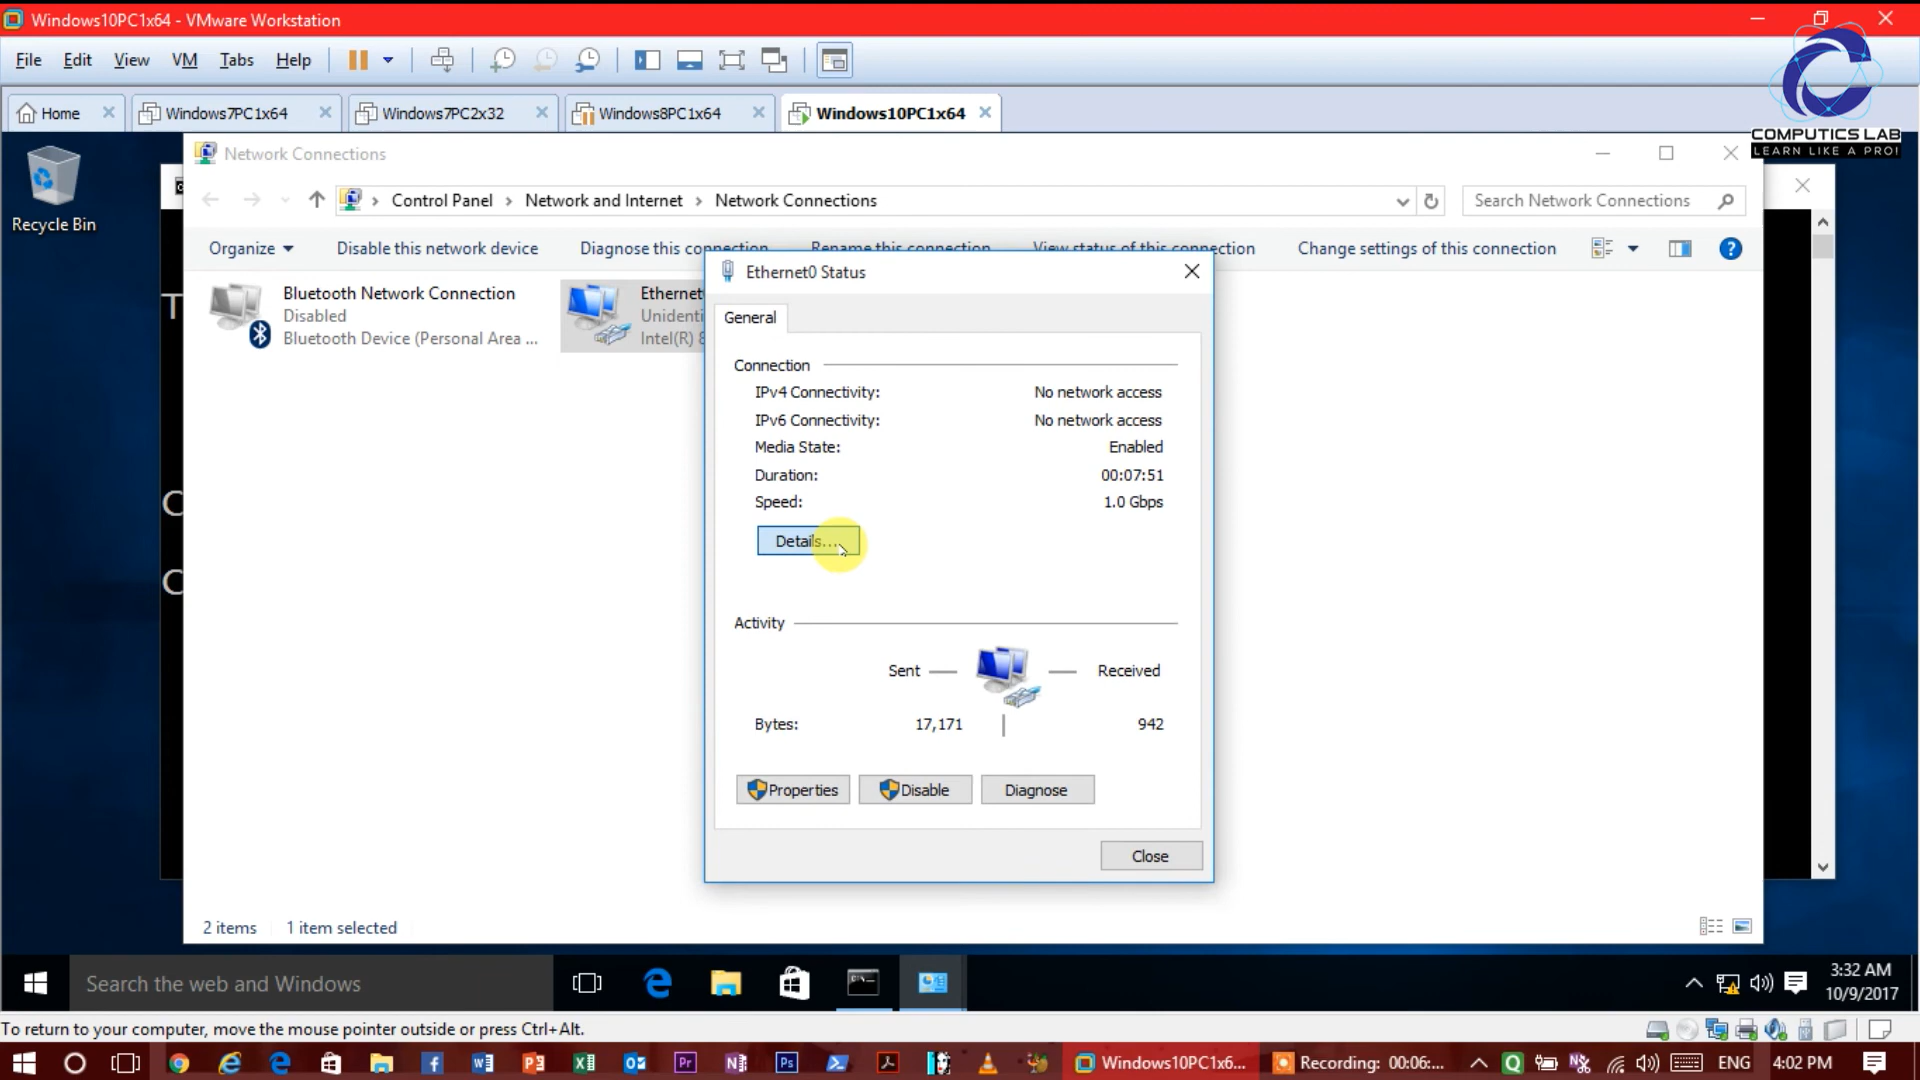 Windows10PC1x64 - VMware Workstation
File Edit View VM Tabs Help
COMPUTICS LAB
LEARN LIKE A PRO!
Home Windows7PC1x64 Windows7PC2x32 Windows8PC1x64 Windows10PC1x64
Recycle Bin
Network Connections
Control Panel > Network and Internet > Network Connections
Search Network Connections
Organize Disable this network device Diagnose this connection Rename this connection View status of this connection Change settings of this connection
Bluetooth Network Connection
Disabled
Bluetooth Device (Personal Area ...
Ethernet
Unidenti
Intel(R) 8
T
C
C
Ethernet0 Status
General
Connection
IPv4 Connectivity: No network access
IPv6 Connectivity: No network access
Media State: Enabled
Duration: 00:07:51
Speed: 1.0 Gbps
Details...
Activity
Sent Received
Bytes: 17,171 942
Properties Disable Diagnose
Close
2 items 1 item selected
Search the web and Windows
3:32 AM
10/9/2017
To return to your computer, move the mouse pointer outside or press Ctrl+Alt.
Windows10PC1x6... Recording: 00:06:... ENG 4:02 PM